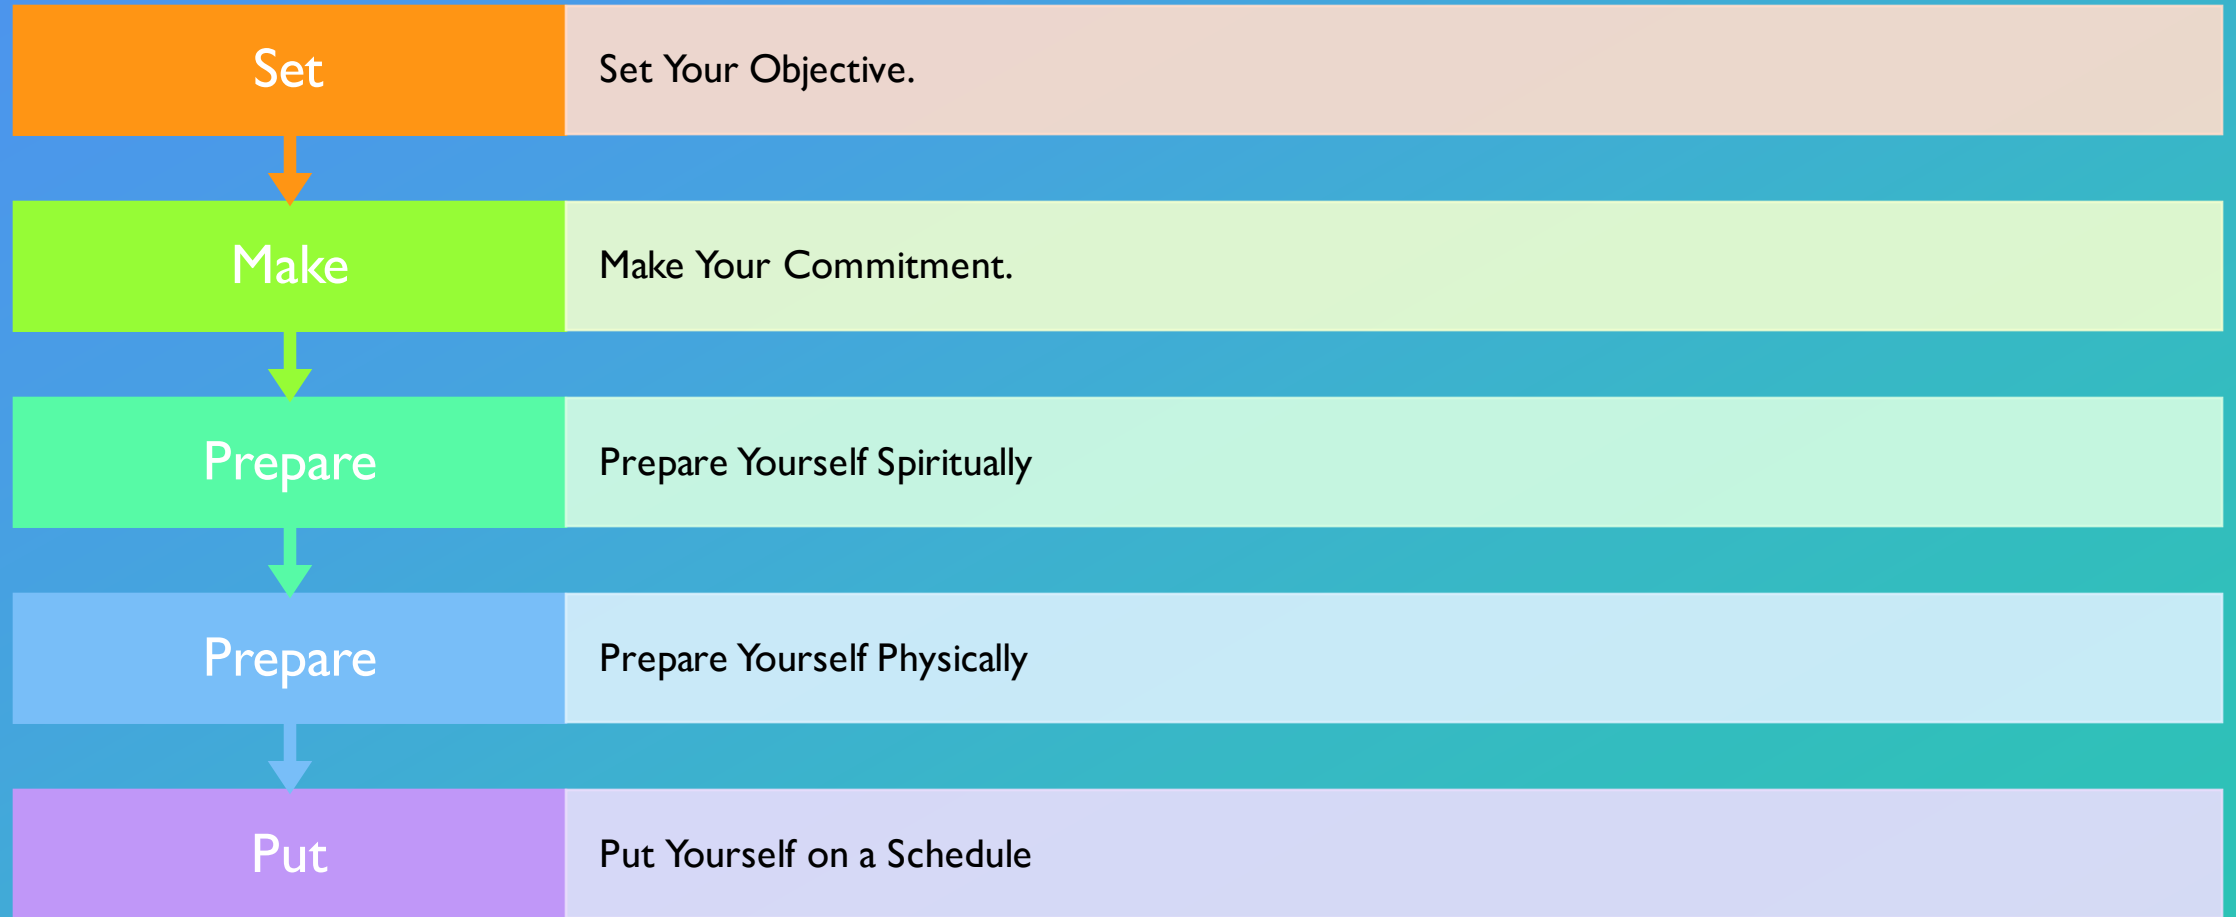 Set
Set Your Objective.
Make
Make Your Commitment.
Prepare
Prepare Yourself Spiritually
Prepare
Prepare Yourself Physically
Put
Put Yourself on a Schedule